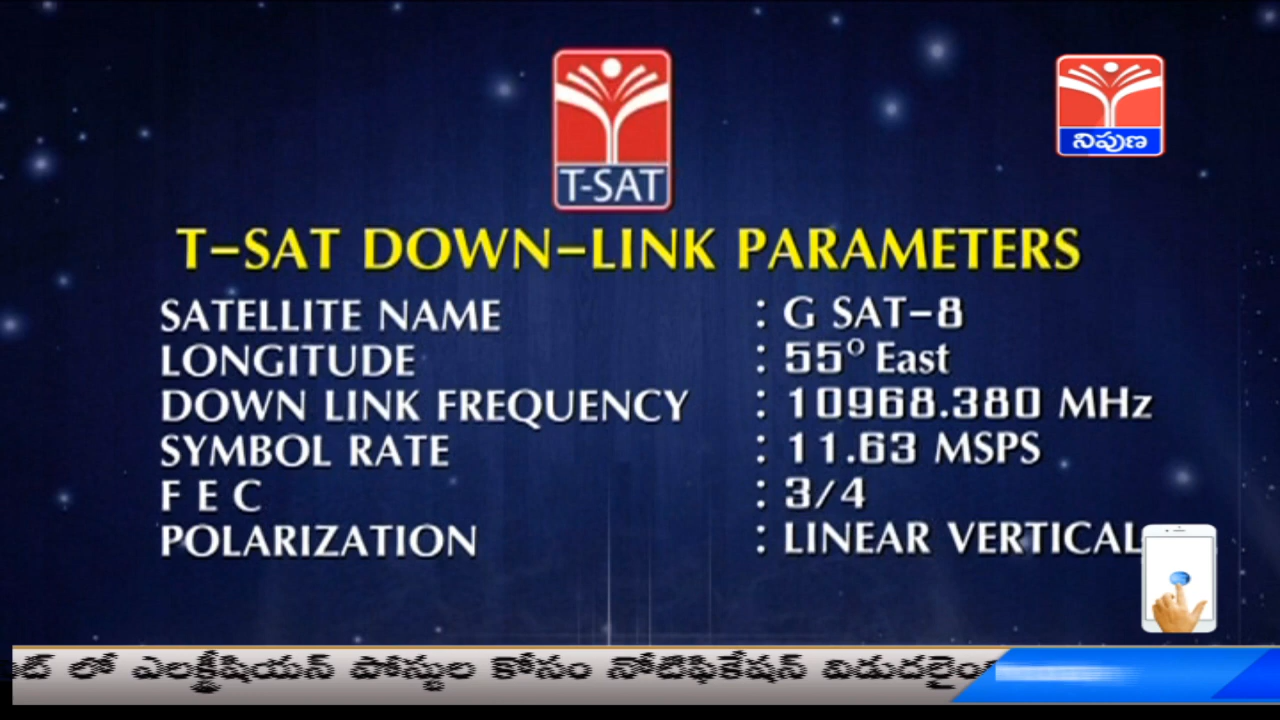 T-SAT
నిపుణ
T-SAT DOWN-LINK PARAMETERS
SATELLITE NAME : G SAT-8
LONGITUDE : 55° East
DOWN LINK FREQUENCY : 10968.380 MHz
SYMBOL RATE : 11.63 MSPS
F E C : 3/4
POLARIZATION : LINEAR VERTICAL
లో ఎలక్ట్రీషియన్ పోస్టుల కోసం నోటిఫికేషన్